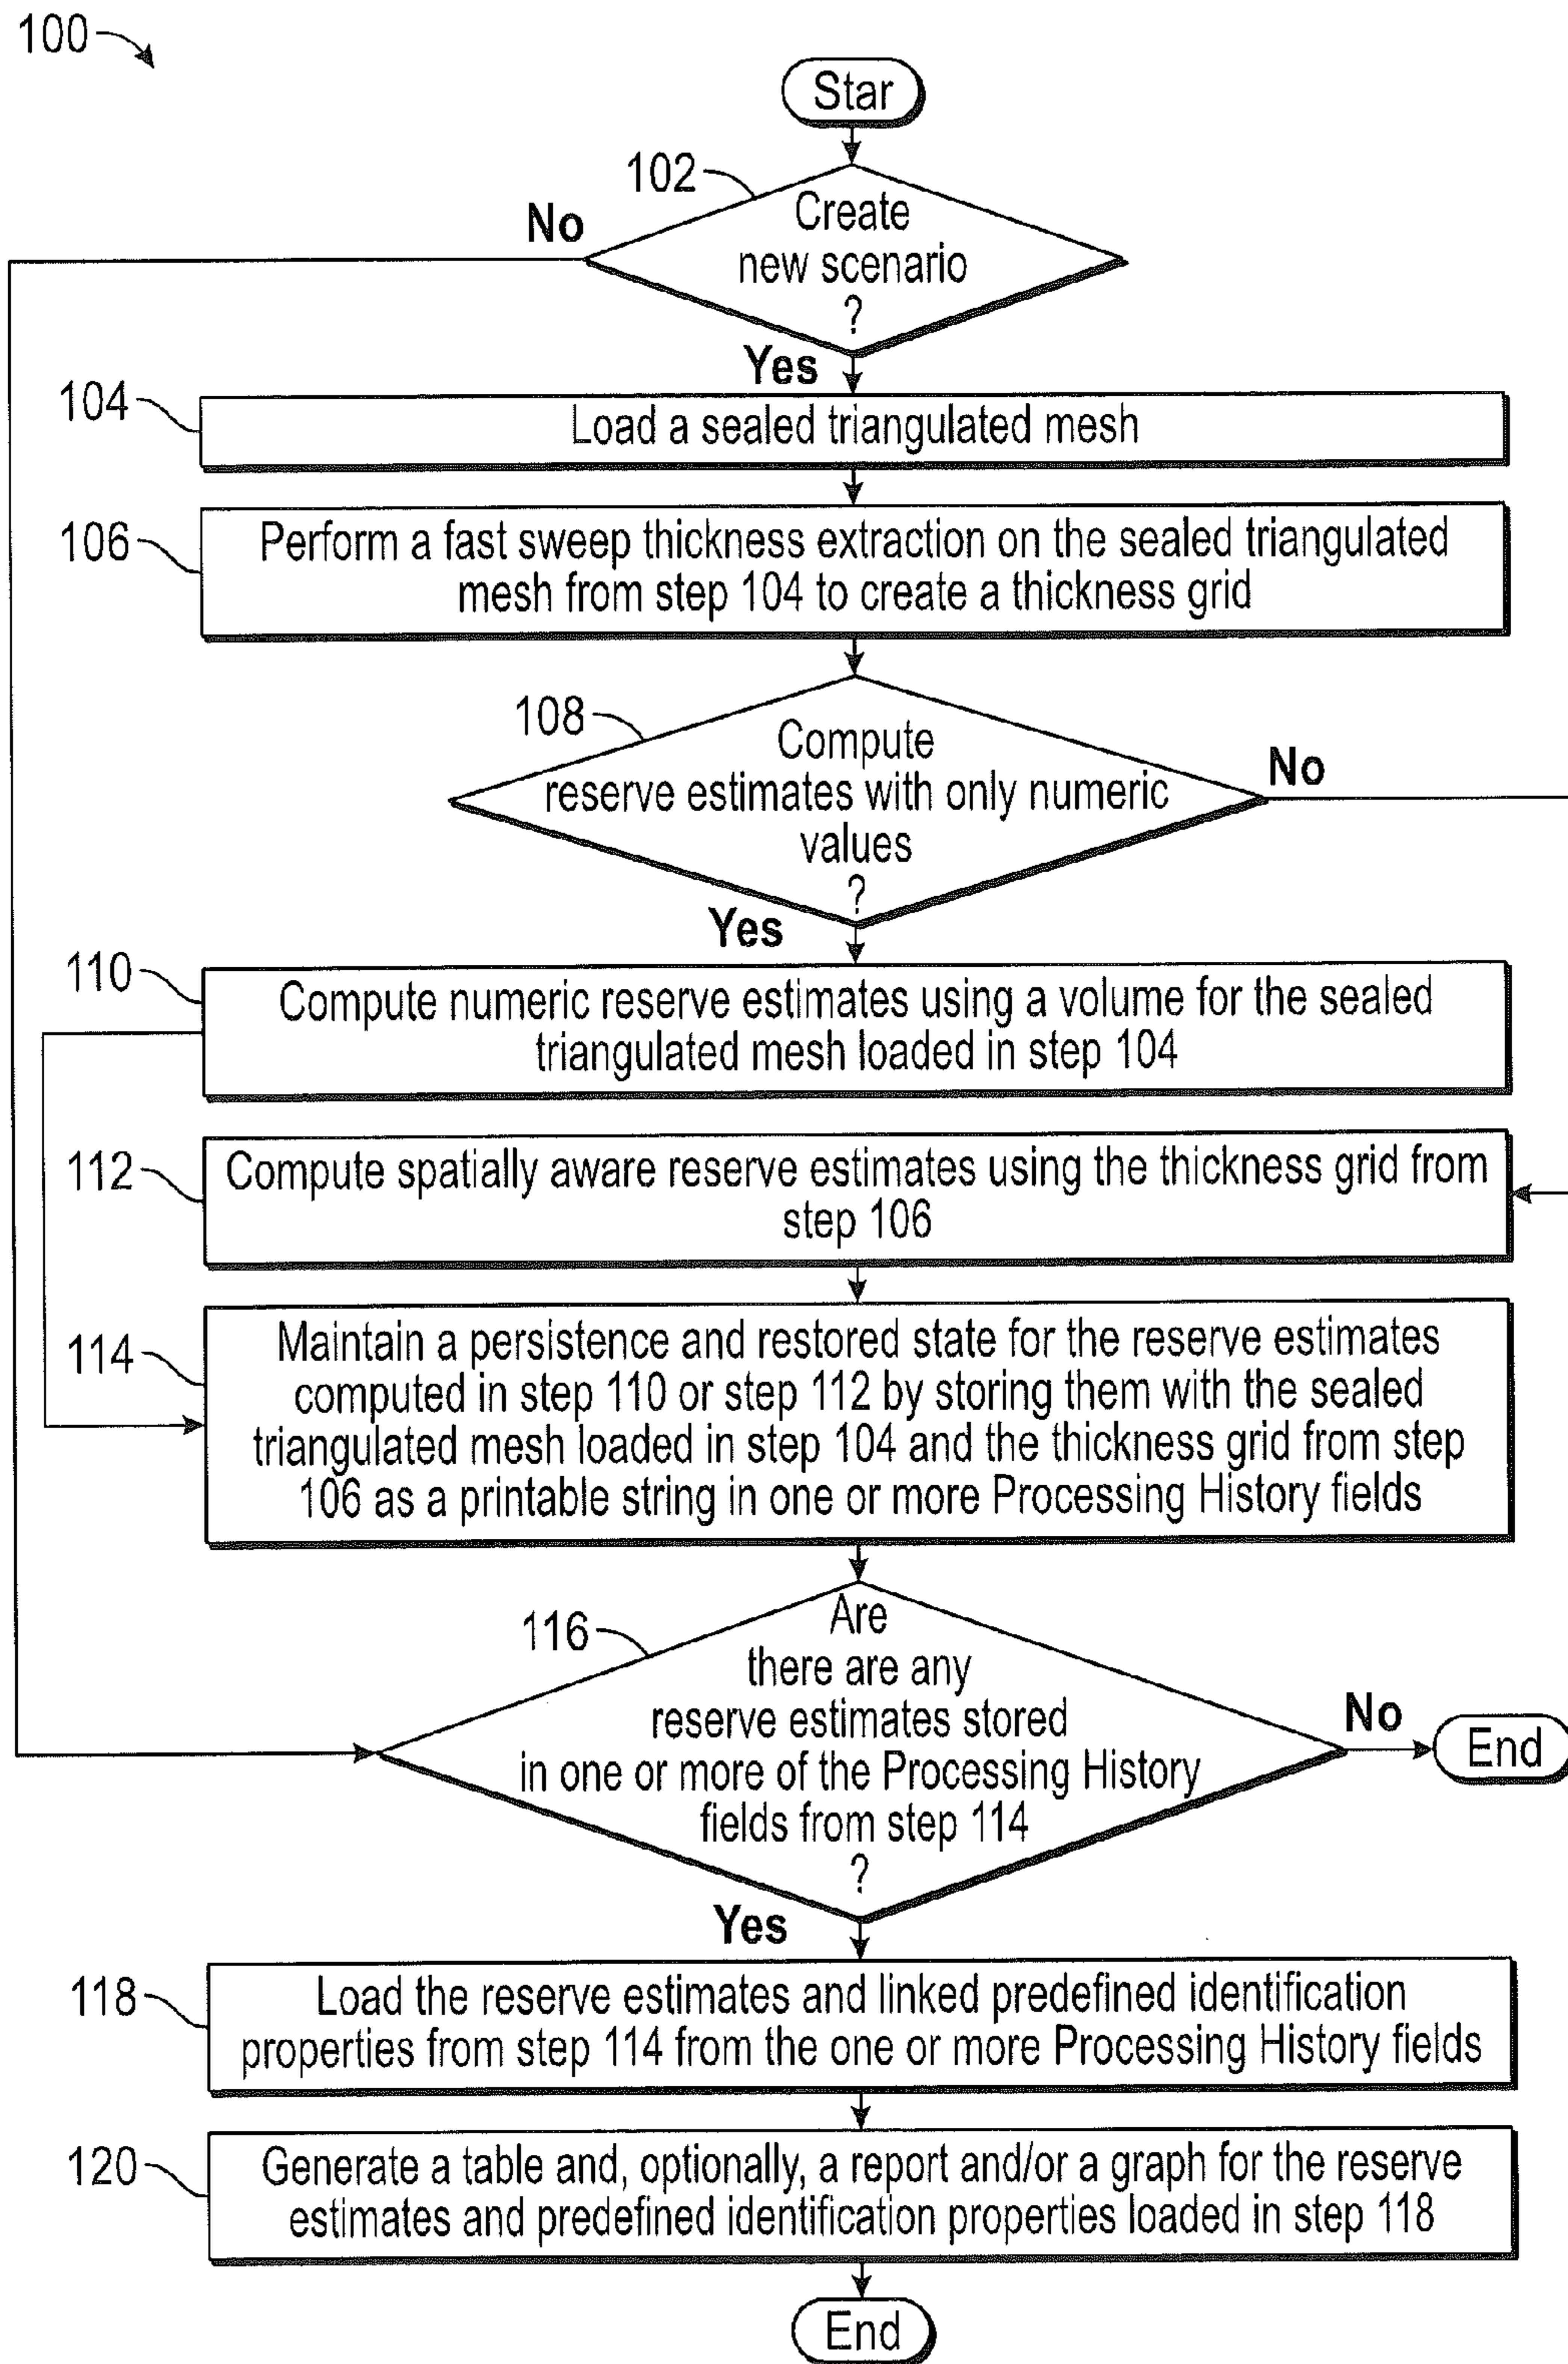 100
Star
102
No
Create
new scenario
?
Yes
104
Load a sealed triangulated mesh
106
Perform a fast sweep thickness extraction on the sealed triangulated
mesh from step 104 to create a thickness grid
108
Compute
reserve estimates with only numeric
values
?
No
Yes
110
Compute numeric reserve estimates using a volume for the sealed
triangulated mesh loaded in step 104
112
Compute spatially aware reserve estimates using the thickness grid from
step 106
114
Maintain a persistence and restored state for the reserve estimates
computed in step 110 or step 112 by storing them with the sealed
triangulated mesh loaded in step 104 and the thickness grid from step
106 as a printable string in one or more Processing History fields
116
Are
there are any
reserve estimates stored
in one or more of the Processing History
fields from step 114
?
No
End
Yes
118
Load the reserve estimates and linked predefined identification
properties from step 114 from the one or more Processing History fields
120
Generate a table and, optionally, a report and/or a graph for the reserve
estimates and predefined identification properties loaded in step 118
End